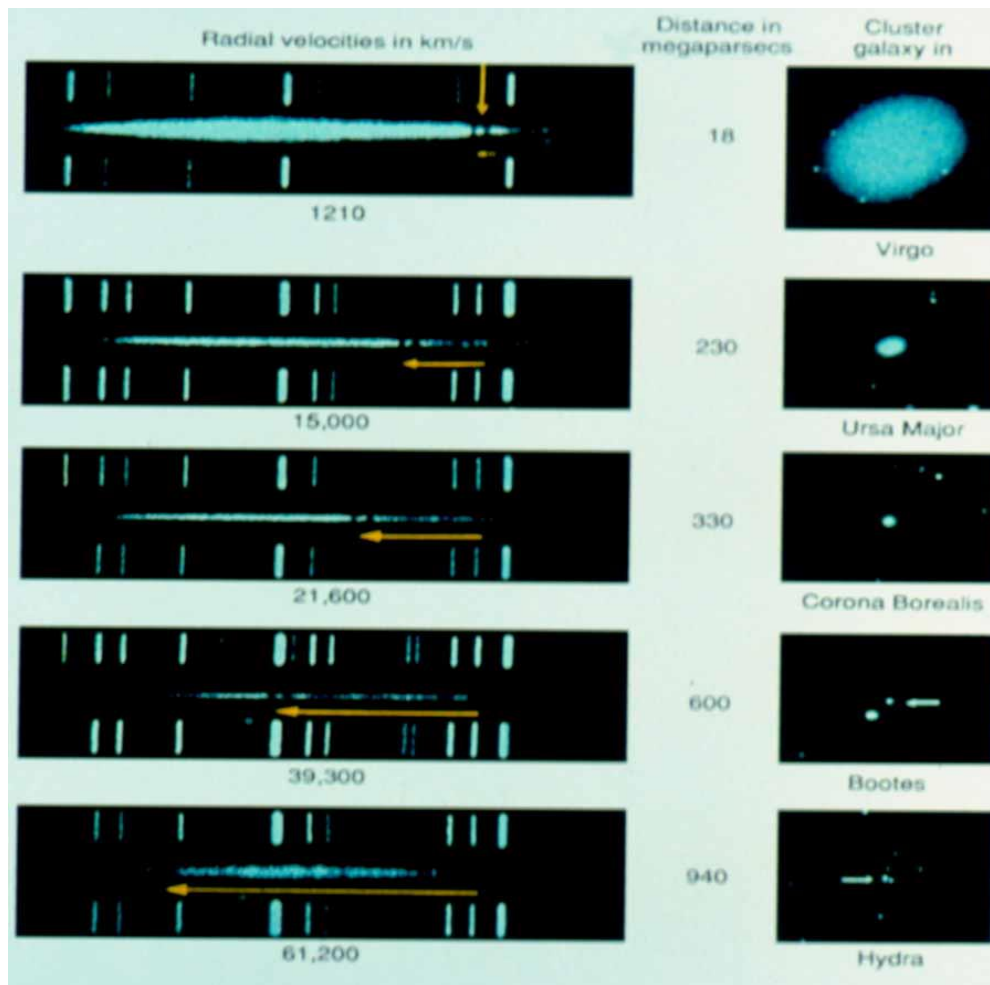 Radial velocities in km/s
Distance in
megaparsecs
Cluster
galaxy in
1210
18
Virgo
15,000
230
Ursa Major
21,600
330
Corona Borealis
39,300
600
Bootes
61,200
940
Hydra